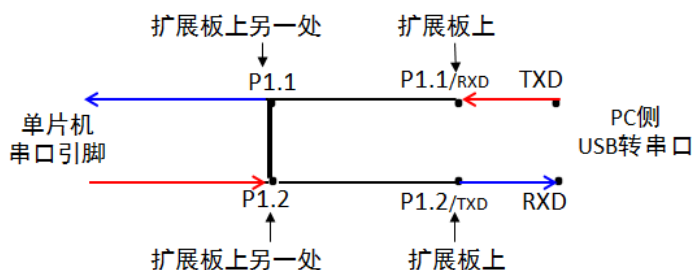 扩展板上另一处 扩展板上
P1.1 P1.1/RXD TXD
单片机
串口引脚
PC侧
USB转串口
P1.2 P1.2/TXD RXD
扩展板上另一处 扩展板上